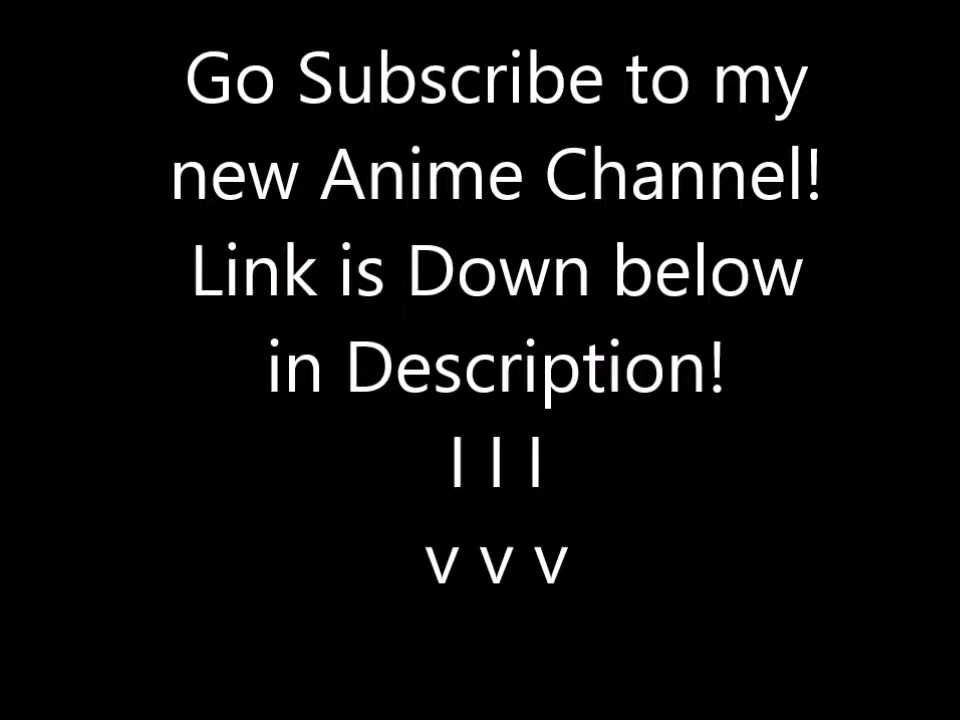 Go Subscribe to my
new Anime Channel!
Link is Down below
in Description!
l l l
v v v